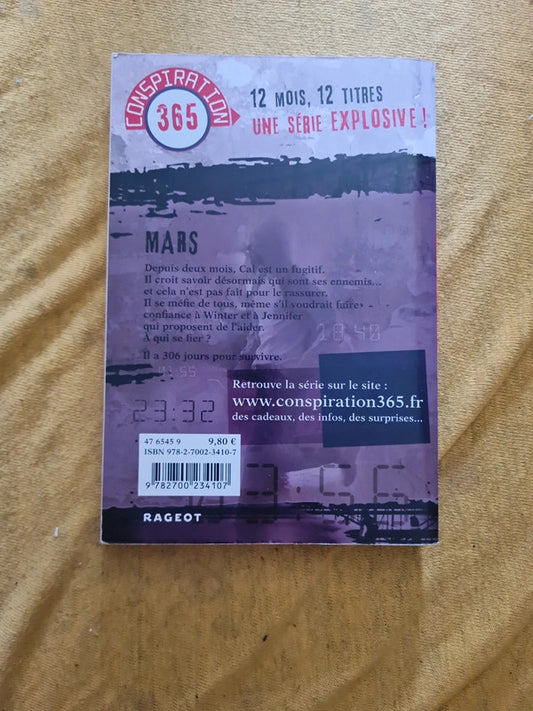 CONSPIRATION
365
12 MOIS, 12 TITRES
UNE SÉRIE EXPLOSIVE !
MARS
Depuis deux mois, Cal est un fugitif.
Il croit savoir désormais qui sont ses ennemis...
et cela n'est pas fait pour le rassurer.
Il se méfie de tous, même s'il voudrait faire
confiance à Winter et à Jennifer
qui proposent de l'aider.
À qui se fier ?
Il a 306 jours pour survivre.
18:40
01:55
23:32
Retrouve la série sur le site :
www.conspiration365.fr
des cadeaux, des infos, des surprises...
47 6545 9
9,80 €
ISBN 978-2-7002-3410-7
9 782700 234107
RAGEOT